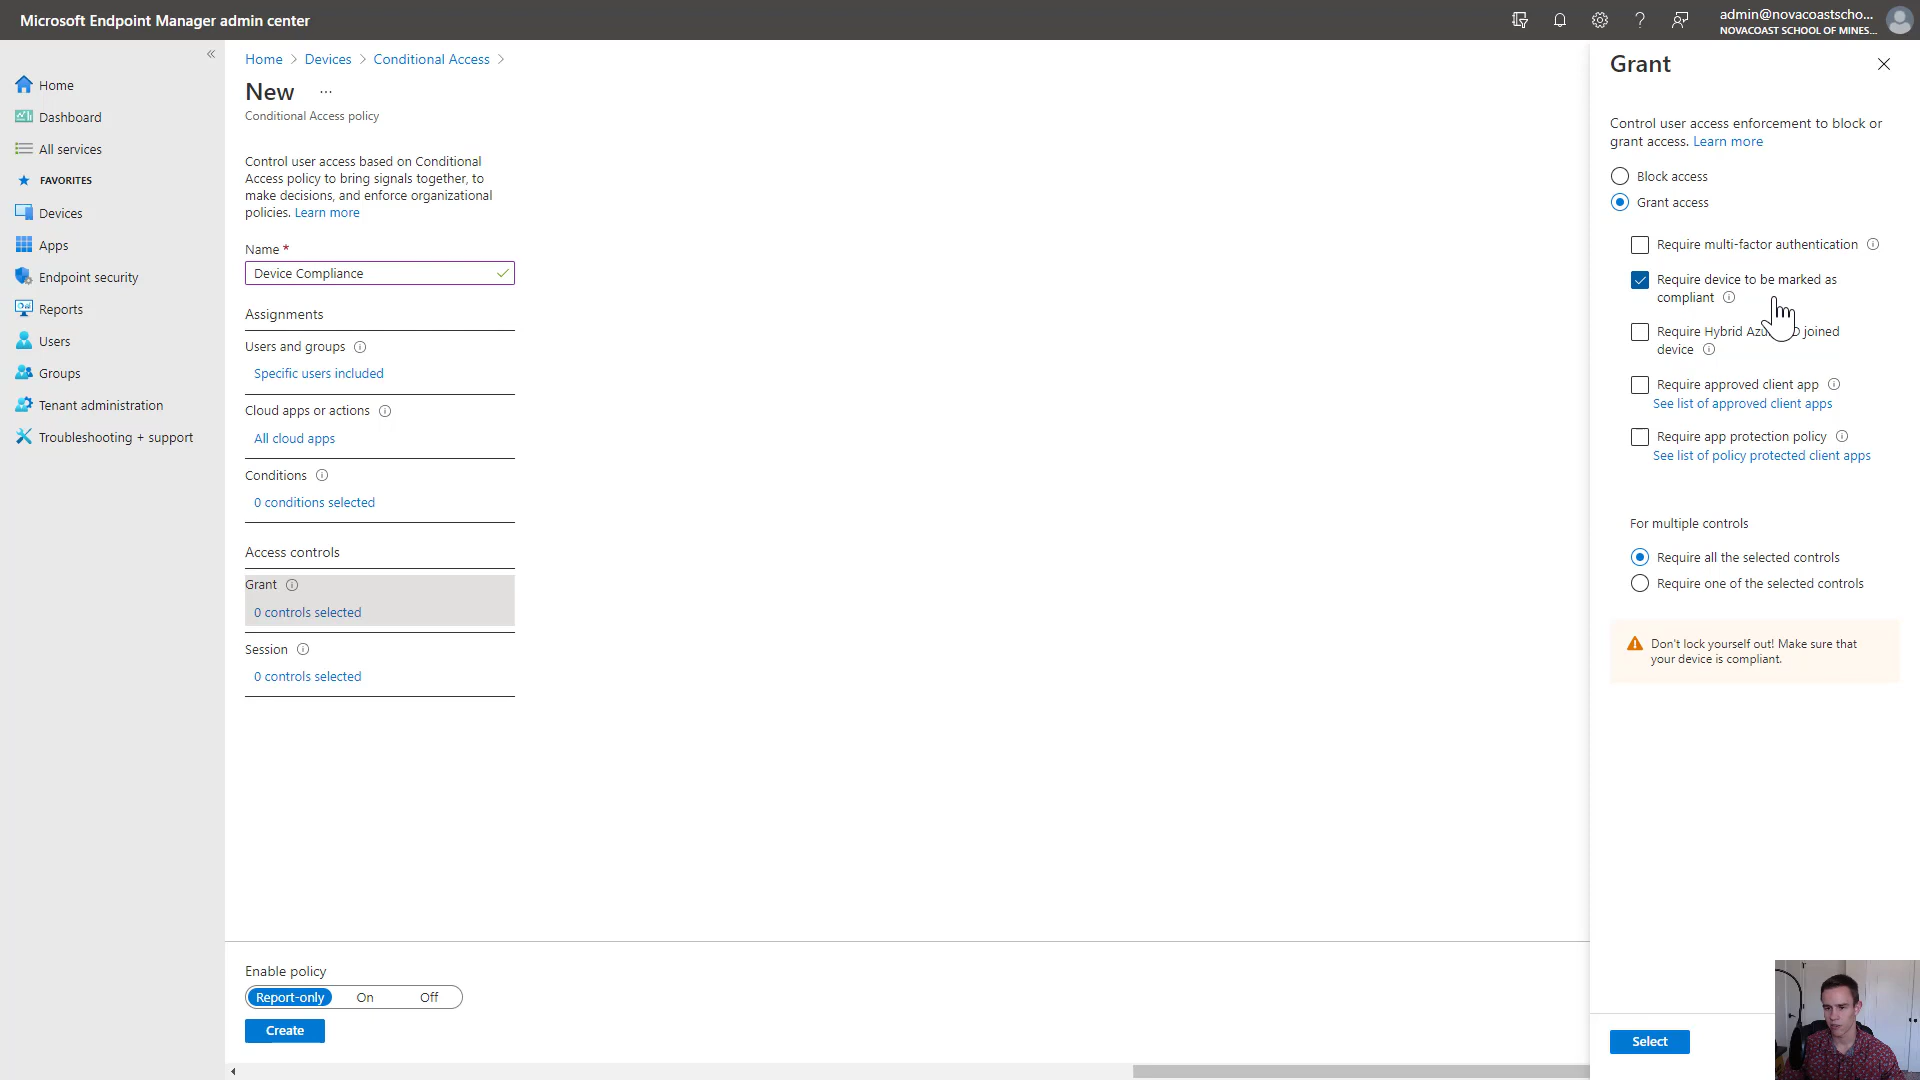 Microsoft Endpoint Manager admin center
admin@novacoastscho...
NOVACOAST SCHOOL OF MINES...
Home
Dashboard
All services
FAVORITES
Devices
Apps
Endpoint security
Reports
Users
Groups
Tenant administration
Troubleshooting + support
Home > Devices > Conditional Access >
New ...
Conditional Access policy
Control user access based on Conditional
Access policy to bring signals together, to
make decisions, and enforce organizational
policies. Learn more
Name *
Device Compliance
Assignments
Users and groups
Specific users included
Cloud apps or actions
All cloud apps
Conditions
0 conditions selected
Access controls
Grant
0 controls selected
Session
0 controls selected
Enable policy
Report-only On Off
Create
Grant
Control user access enforcement to block or
grant access. Learn more
Block access
Grant access
Require multi-factor authentication
Require device to be marked as
compliant
Require Hybrid joined
device
Require approved client app
See list of approved client apps
Require app protection policy
See list of policy protected client apps
For multiple controls
Require all the selected controls
Require one of the selected controls
Don't lock yourself out! Make sure that
your device is compliant.
Select